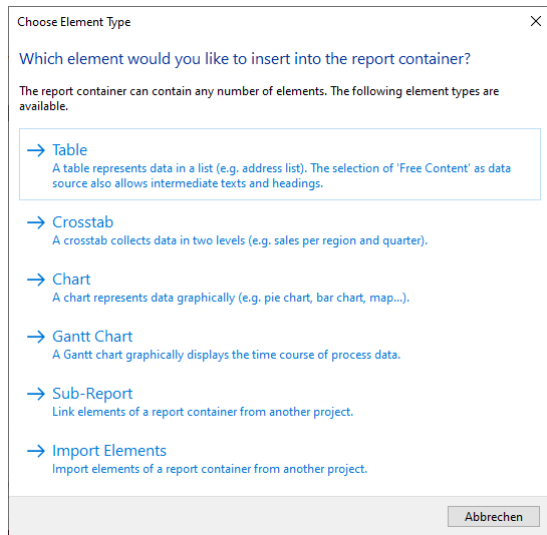 Choose Element Type
Which element would you like to insert into the report container?
The report container can contain any number of elements. The following element types are
available.
Table
A table represents data in a list (e.g. address list). The selection of 'Free Content' as data
source also allows intermediate texts and headings.
Crosstab
A crosstab collects data in two levels (e.g. sales per region and quarter).
Chart
A chart represents data graphically (e.g. pie chart, bar chart, map...).
Gantt Chart
A Gantt chart graphically displays the time course of process data.
Sub-Report
Link elements of a report container from another project.
Import Elements
Import elements of a report container from another project.
Abbrechen